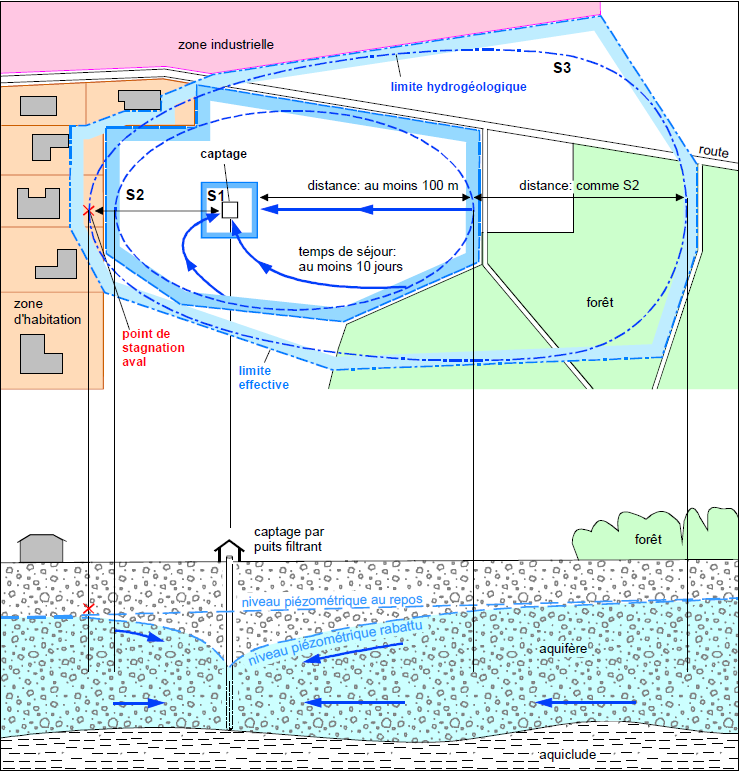 zone industrielle
S3
limite hydrogéologique
route
captage
S2
S1
distance: au moins 100 m
distance: comme S2
temps de séjour:
au moins 10 jours
zone
d'habitation
forêt
point de
stagnation
aval
limite
effective
captage par
puits filtrant
forêt
niveau piézométrique au repos
niveau piézométrique rabattu
aquifère
aquiclude